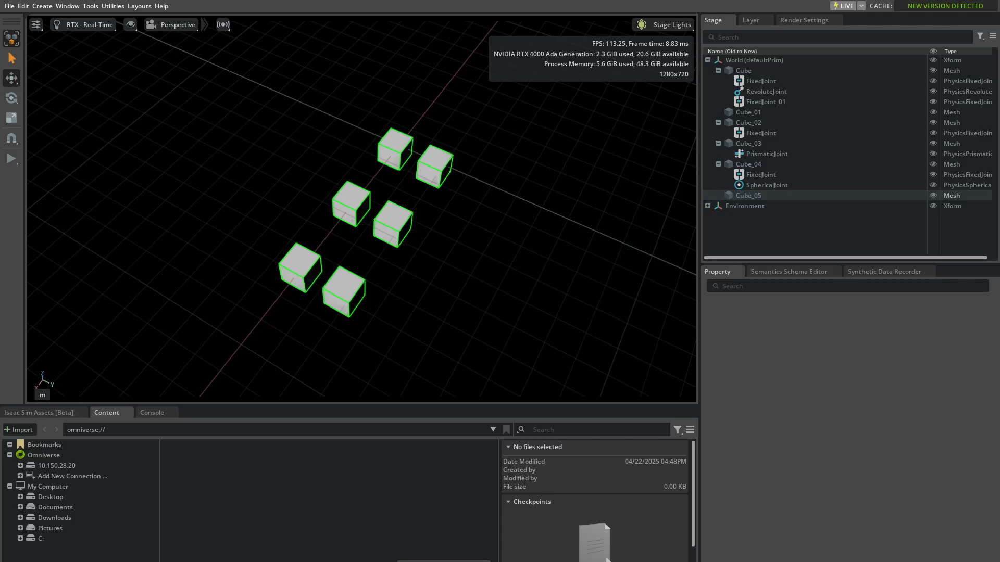 File Edit Create Window Tools Utilities Layouts Help
LIVE
CACHE:
NEW VERSION DETECTED
RTX - Real-Time
Perspective
Stage Lights
FPS: 113.25, Frame time: 8.83 ms
NVIDIA RTX 4000 Ada Generation: 2.3 GiB used, 20.6 GiB available
Process Memory: 5.6 GiB used, 48.3 GiB available
1280x720
Z
Y
X
m
Stage
Layer
Render Settings
Search
Name (Old to New)
Type
World (defaultPrim)
Xform
Cube
Mesh
FixedJoint
PhysicsFixedJoin
RevoluteJoint
PhysicsRevolute
FixedJoint_01
PhysicsFixedJoin
Cube_01
Mesh
Cube_02
Mesh
FixedJoint
PhysicsFixedJoin
Cube_03
Mesh
PrismaticJoint
PhysicsPrismatic
Cube_04
Mesh
FixedJoint
PhysicsFixedJoin
SphericalJoint
PhysicsSpherica
Cube_05
Mesh
Environment
Xform
Property
Semantics Schema Editor
Synthetic Data Recorder
Search
Isaac Sim Assets [Beta]
Content
Console
Import
omniverse://
Search
Bookmarks
Omniverse
10.150.28.20
Add New Connection ...
My Computer
Desktop
Documents
Downloads
Pictures
C:
No files selected
Date Modified
04/22/2025 04:48PM
Created by
Modified by
File size
0.00 KB
Checkpoints